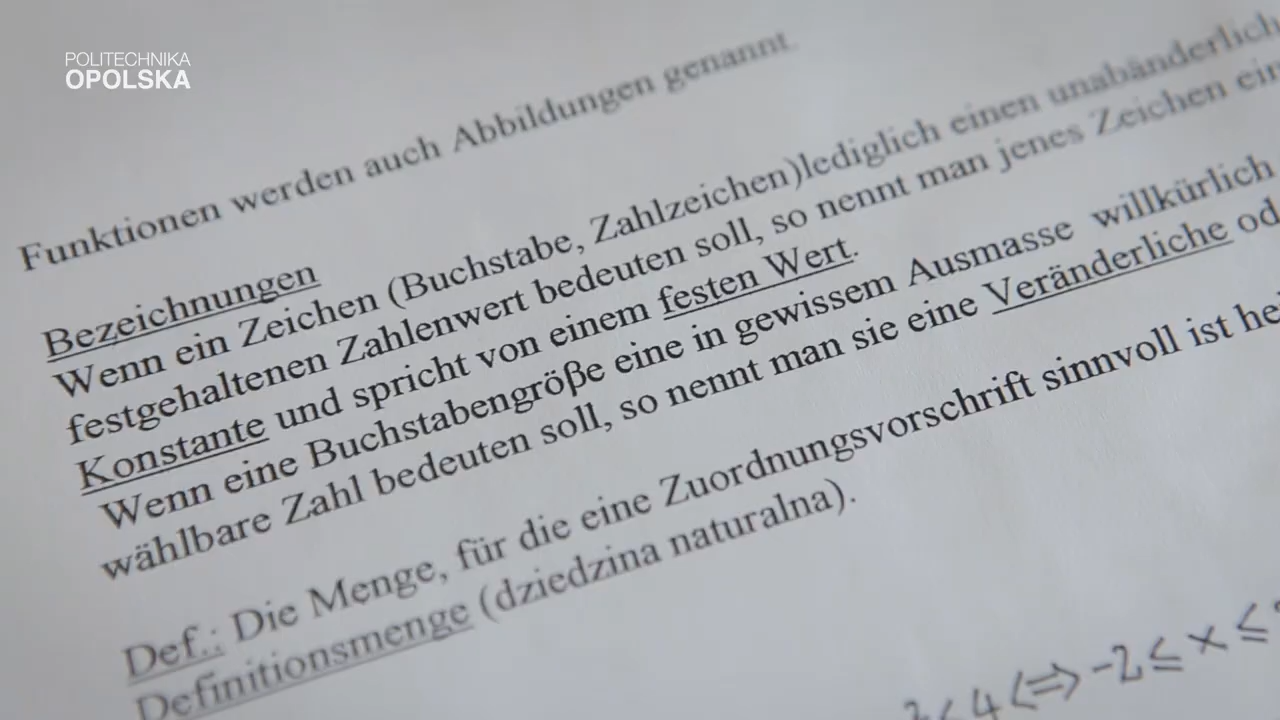 POLITECHNIKA
OPOLSKA
Funktionen werden auch Abbildungen genannt.
Bezeichnungen
Wenn ein Zeichen (Buchstabe, Zahlzeichen)lediglich einen unabänderlich
festgehaltenen Zahlenwert bedeuten soll, so nennt man jenes Zeichen ein
Konstante und spricht von einem festen Wert.
Wenn eine Buchstabengröße eine in gewissem Ausmasse willkürlich
wählbare Zahl bedeuten soll, so nennt man sie eine Veränderliche od
Def.: Die Menge, für die eine Zuordnungsvorschrift sinnvoll ist hei
Definitionsmenge (dziedzina naturalna).
≤ 4 ⟺ -2 ≤ x ≤